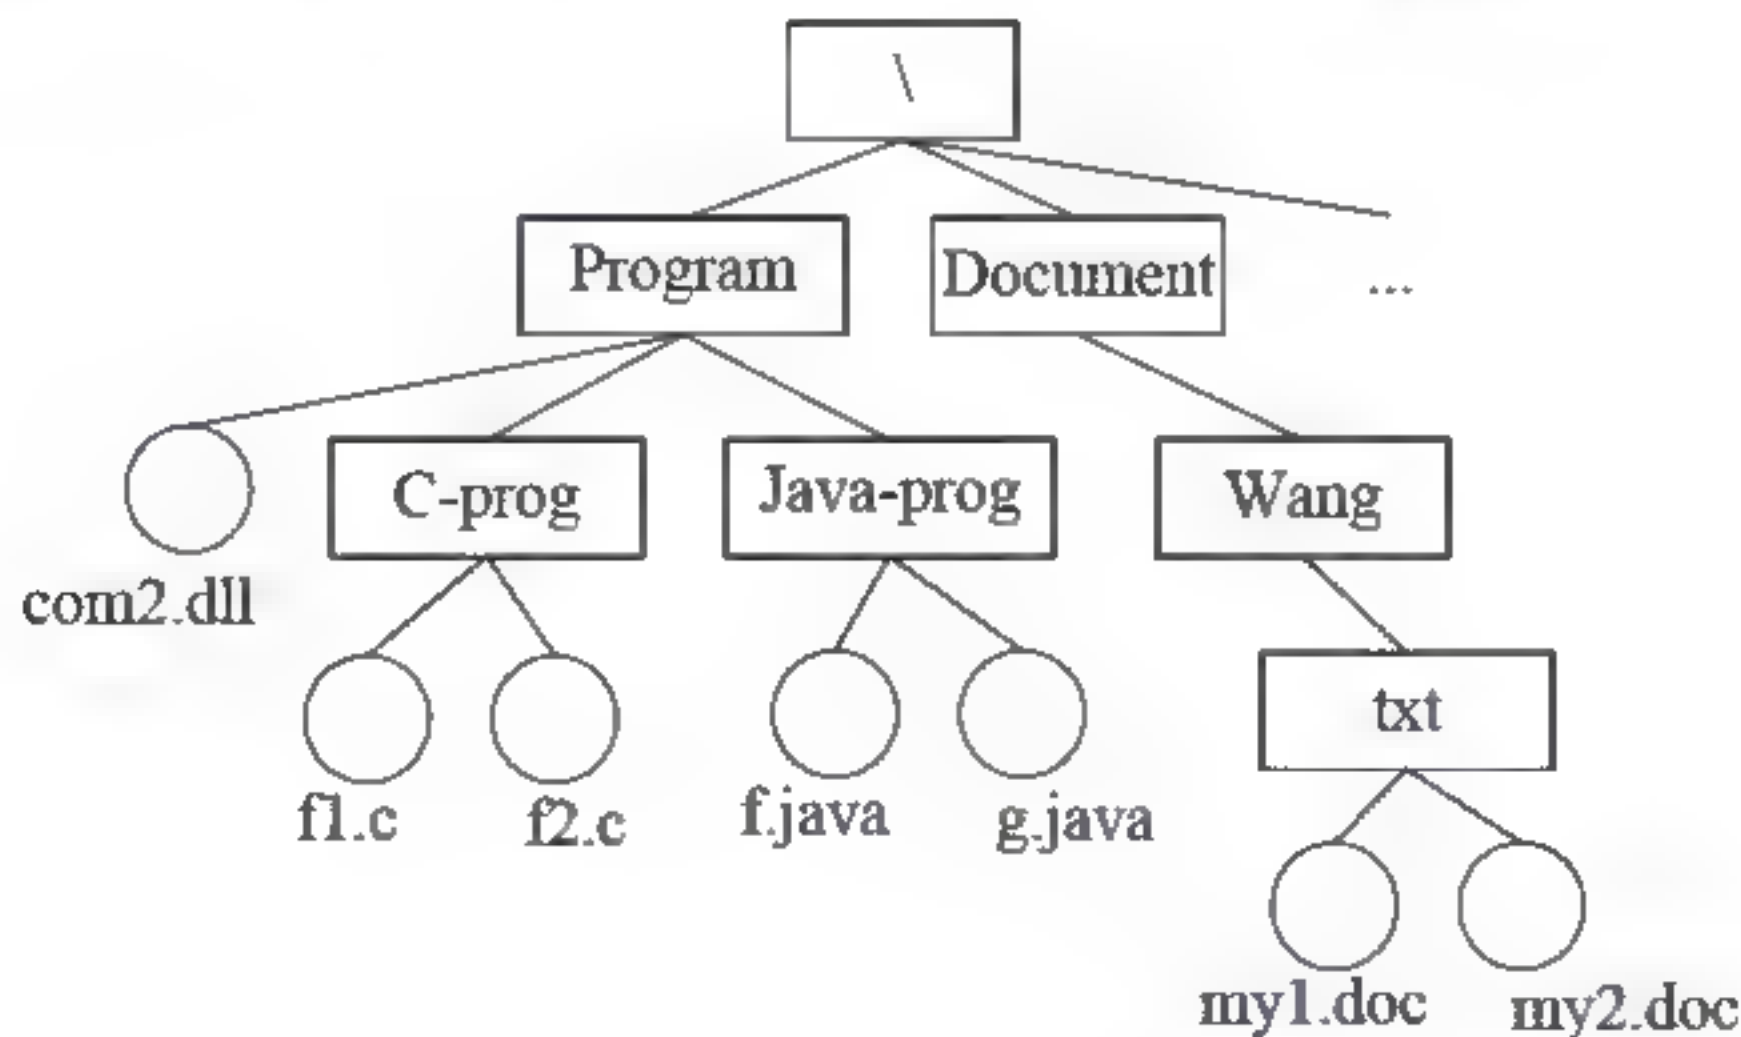 \
Program
Document
...
com2.dll
C-prog
Java-prog
Wang
f1.c
f2.c
f.java
g.java
txt
my1.doc
my2.doc